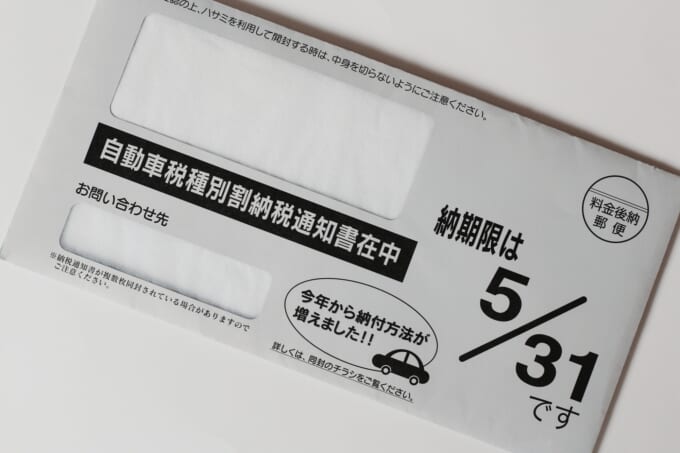 認の上、ハサミを利用して開封する時は、中身を切らないようにご注意ください。
自動車税種別割納税通知書在中
お問い合わせ先
※納税通知書が複数枚同封されている場合がありますので
ご注意ください。
料金後納
郵便
納期限は
5/31
です
今年から納付方法が
増えました!!
詳しくは、同封のチラシをご覧ください。